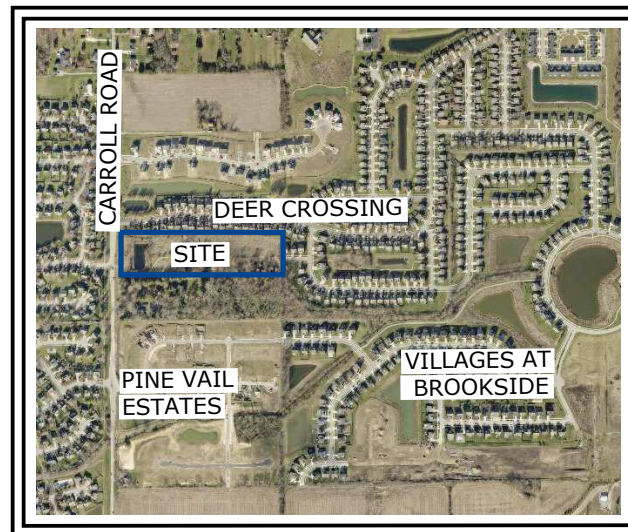 CARROLL ROAD
DEER CROSSING
SITE
PINE VAIL
ESTATES
VILLAGES AT
BROOKSIDE